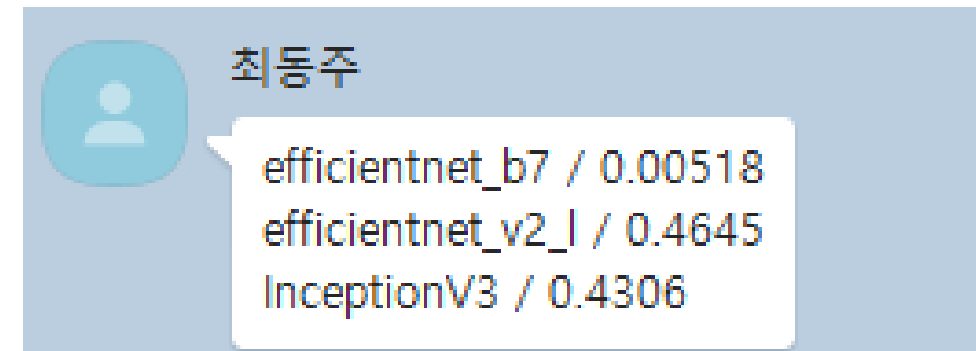 최동주
efficientnet_b7 / 0.00518
efficientnet_v2_l / 0.4645
InceptionV3 / 0.4306